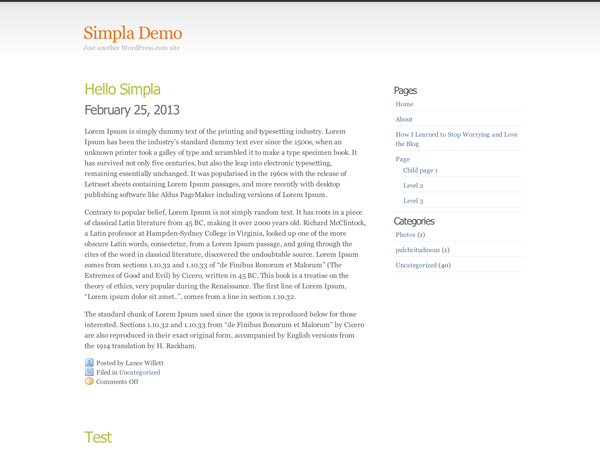 Simpla Demo
Just another WordPress.com site
Hello Simpla
February 25, 2013
Lorem Ipsum is simply dummy text of the printing and typesetting industry. Lorem
Ipsum has been the industry's standard dummy text ever since the 1500s, when an
unknown printer took a galley of type and scrambled it to make a type specimen book. It
has survived not only five centuries, but also the leap into electronic typesetting,
remaining essentially unchanged. It was popularised in the 1960s with the release of
Letraset sheets containing Lorem Ipsum passages, and more recently with desktop
publishing software like Aldus PageMaker including versions of Lorem Ipsum.
Contrary to popular belief, Lorem Ipsum is not simply random text. It has roots in a piece
of classical Latin literature from 45 BC, making it over 2000 years old. Richard McClintock,
a Latin professor at Hampden-Sydney College in Virginia, looked up one of the more
obscure Latin words, consectetur, from a Lorem Ipsum passage, and going through the
cites of the word in classical literature, discovered the undoubtable source. Lorem Ipsum
comes from sections 1.10.32 and 1.10.33 of “de Finibus Bonorum et Malorum” (The
Extremes of Good and Evil) by Cicero, written in 45 BC. This book is a treatise on the
theory of ethics, very popular during the Renaissance. The first line of Lorem Ipsum,
“Lorem ipsum dolor sit amet..”, comes from a line in section 1.10.32.
The standard chunk of Lorem Ipsum used since the 1500s is reproduced below for those
interested. Sections 1.10.32 and 1.10.33 from “de Finibus Bonorum et Malorum” by Cicero
are also reproduced in their exact original form, accompanied by English versions from
the 1914 translation by H. Rackham.
Posted by Lance Willett
Filed in Uncategorized
Comments Off
Test
Pages
Home
About
How I Learned to Stop Worrying and Love
the Blog
Page
Child page 1
Level 2
Level 3
Categories
Photos (1)
pulchritudinous (1)
Uncategorized (40)